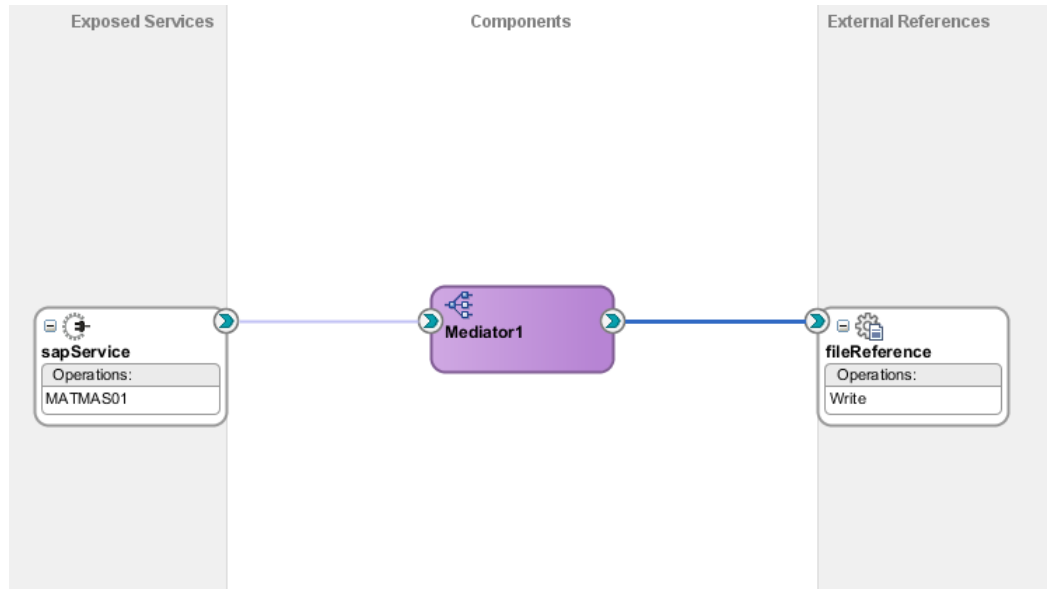 Exposed Services
Components
External References
sapService
Operations:
MATMAS01
Mediator1
fileReference
Operations:
Write